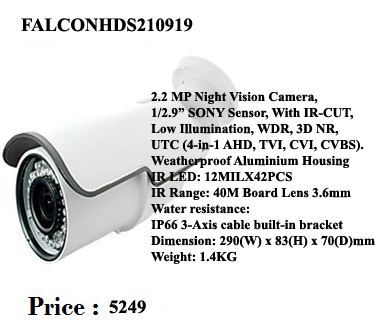 FALCONHDS210919
2.2 MP Night Vision Camera,
1/2.9” SONY Sensor, With IR-CUT,
Low Illumination, WDR, 3D NR,
UTC (4-in-1 AHD, TVI, CVI, CVBS).
Weatherproof Aluminium Housing
IR LED: 12MILX42PCS
IR Range: 40M Board Lens 3.6mm
Water resistance:
IP66 3-Axis cable built-in bracket
Dimension: 290(W) x 83(H) x 70(D)mm
Weight: 1.4KG
Price : 5249